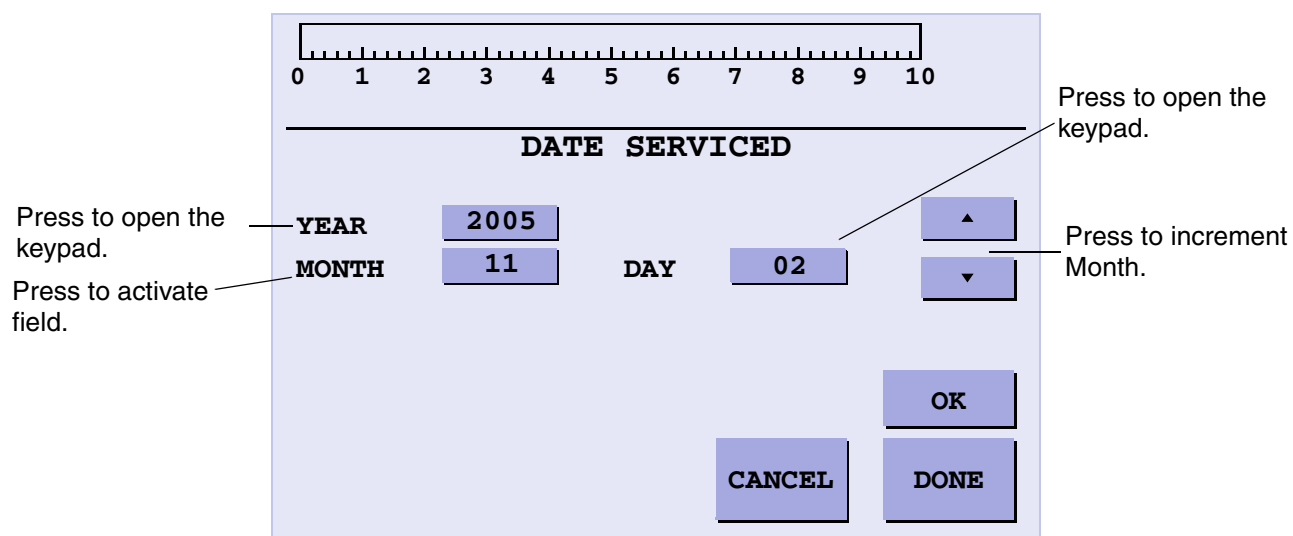 0 1 2 3 4 5 6 7 8 9 10
Press to open the
keypad.
DATE SERVICED
Press to open the
keypad.
YEAR 2005 ▲
MONTH 11 DAY 02 ▼
Press to increment
Month.
Press to activate
field.
OK
CANCEL DONE